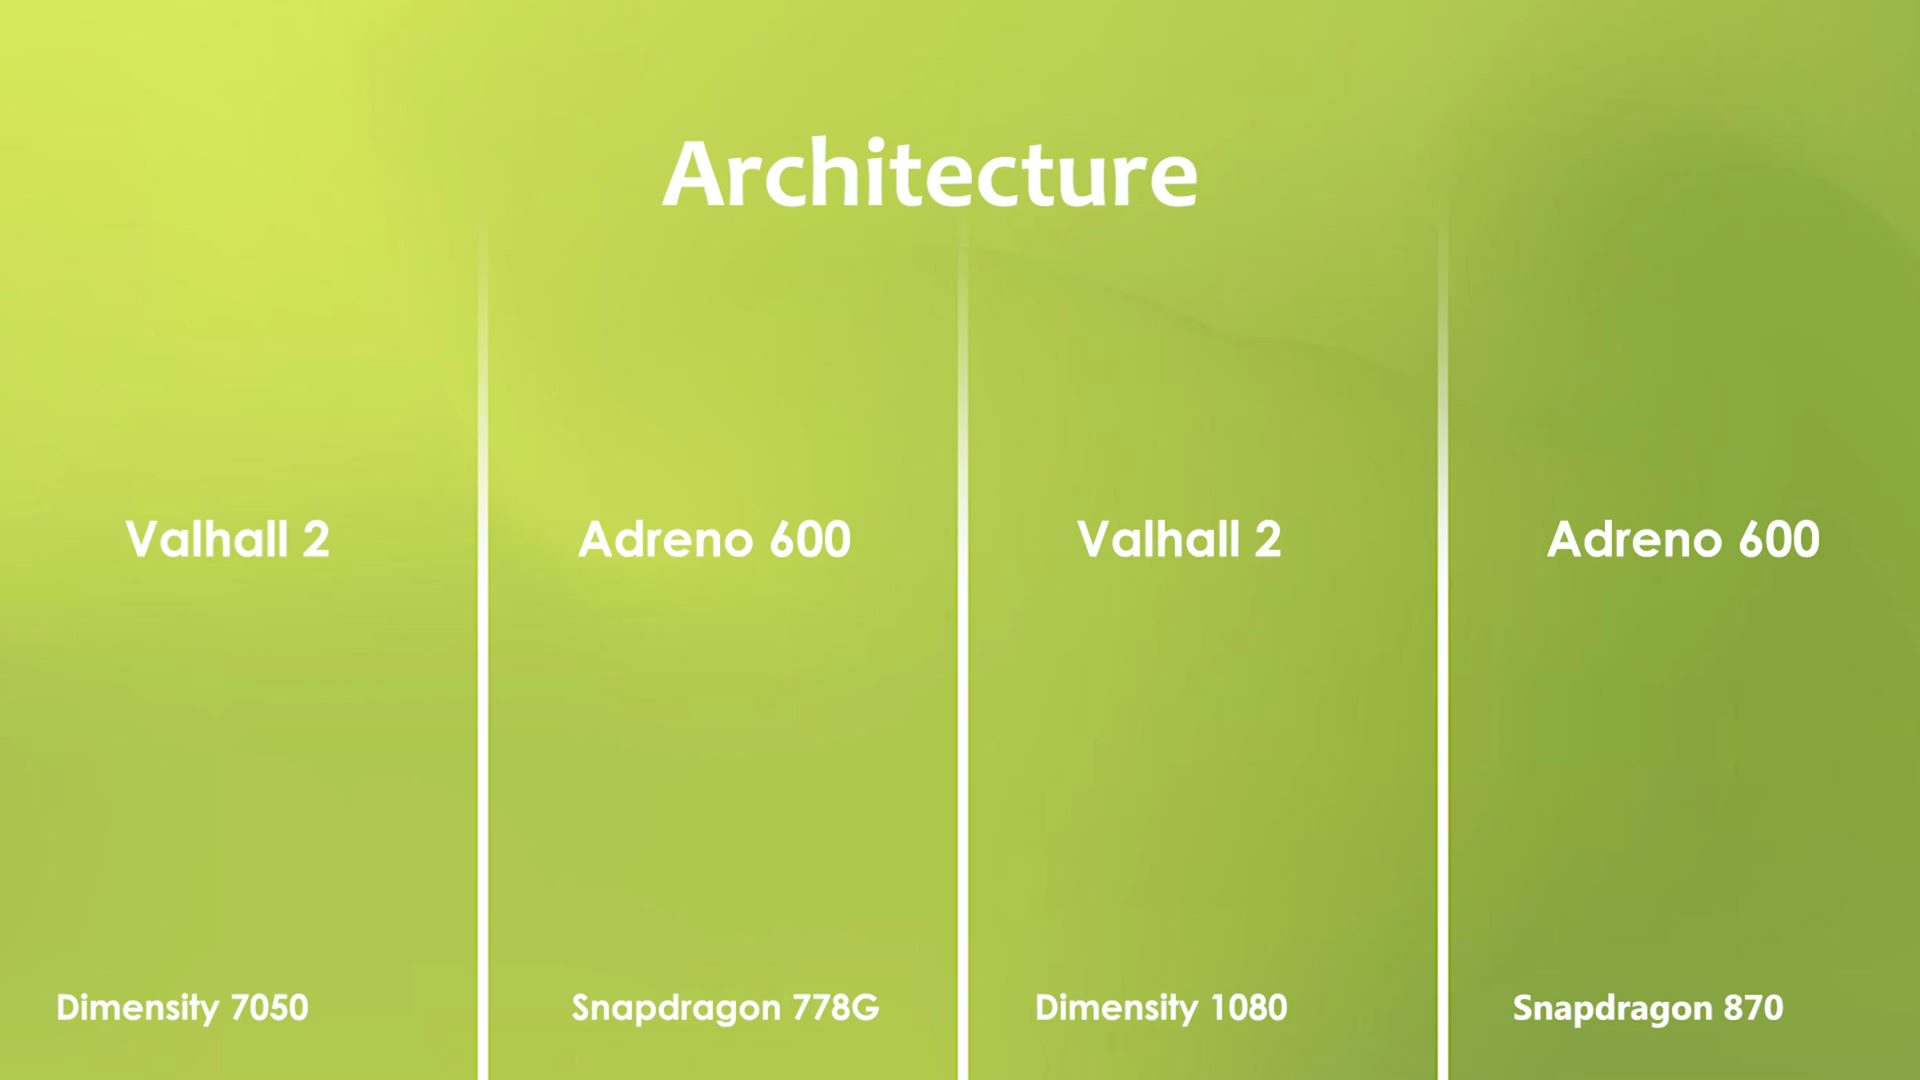 Architecture
Valhall 2
Adreno 600
Valhall 2
Adreno 600
Dimensity 7050
Snapdragon 778G
Dimensity 1080
Snapdragon 870